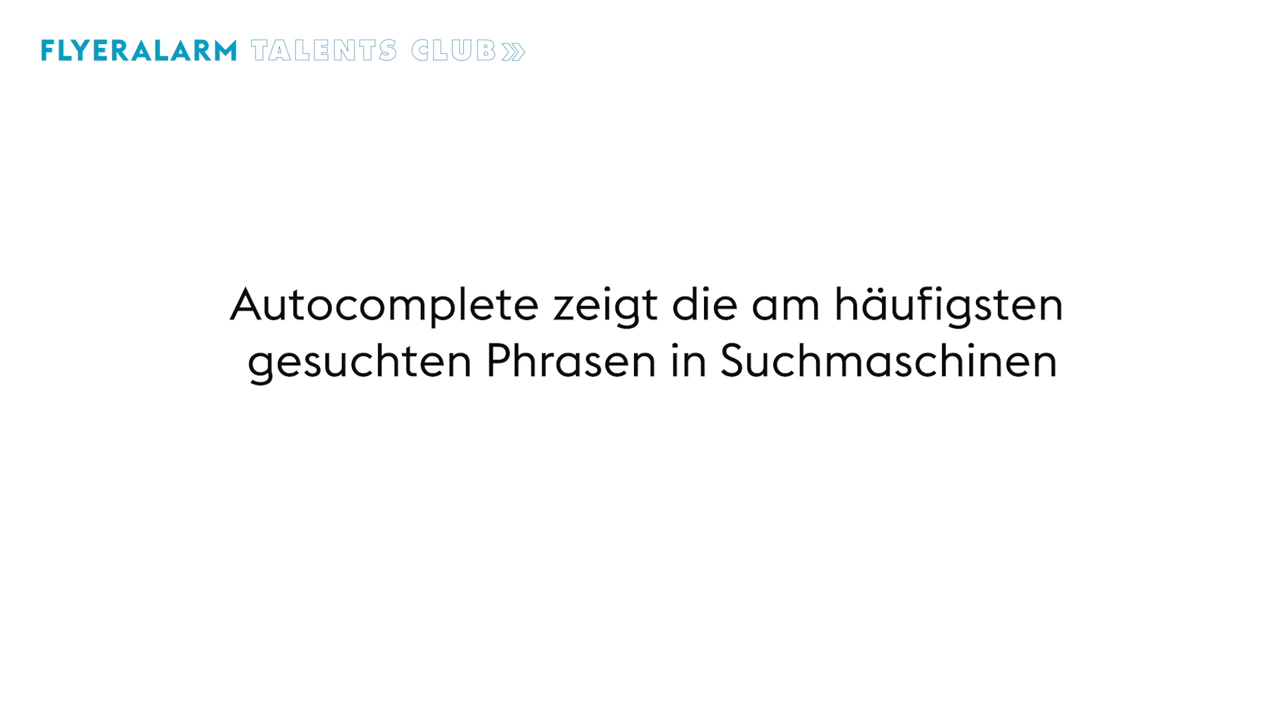 FLYERALARM TALENTS CLUB»
Autocomplete zeigt die am häufigsten
gesuchten Phrasen in Suchmaschinen